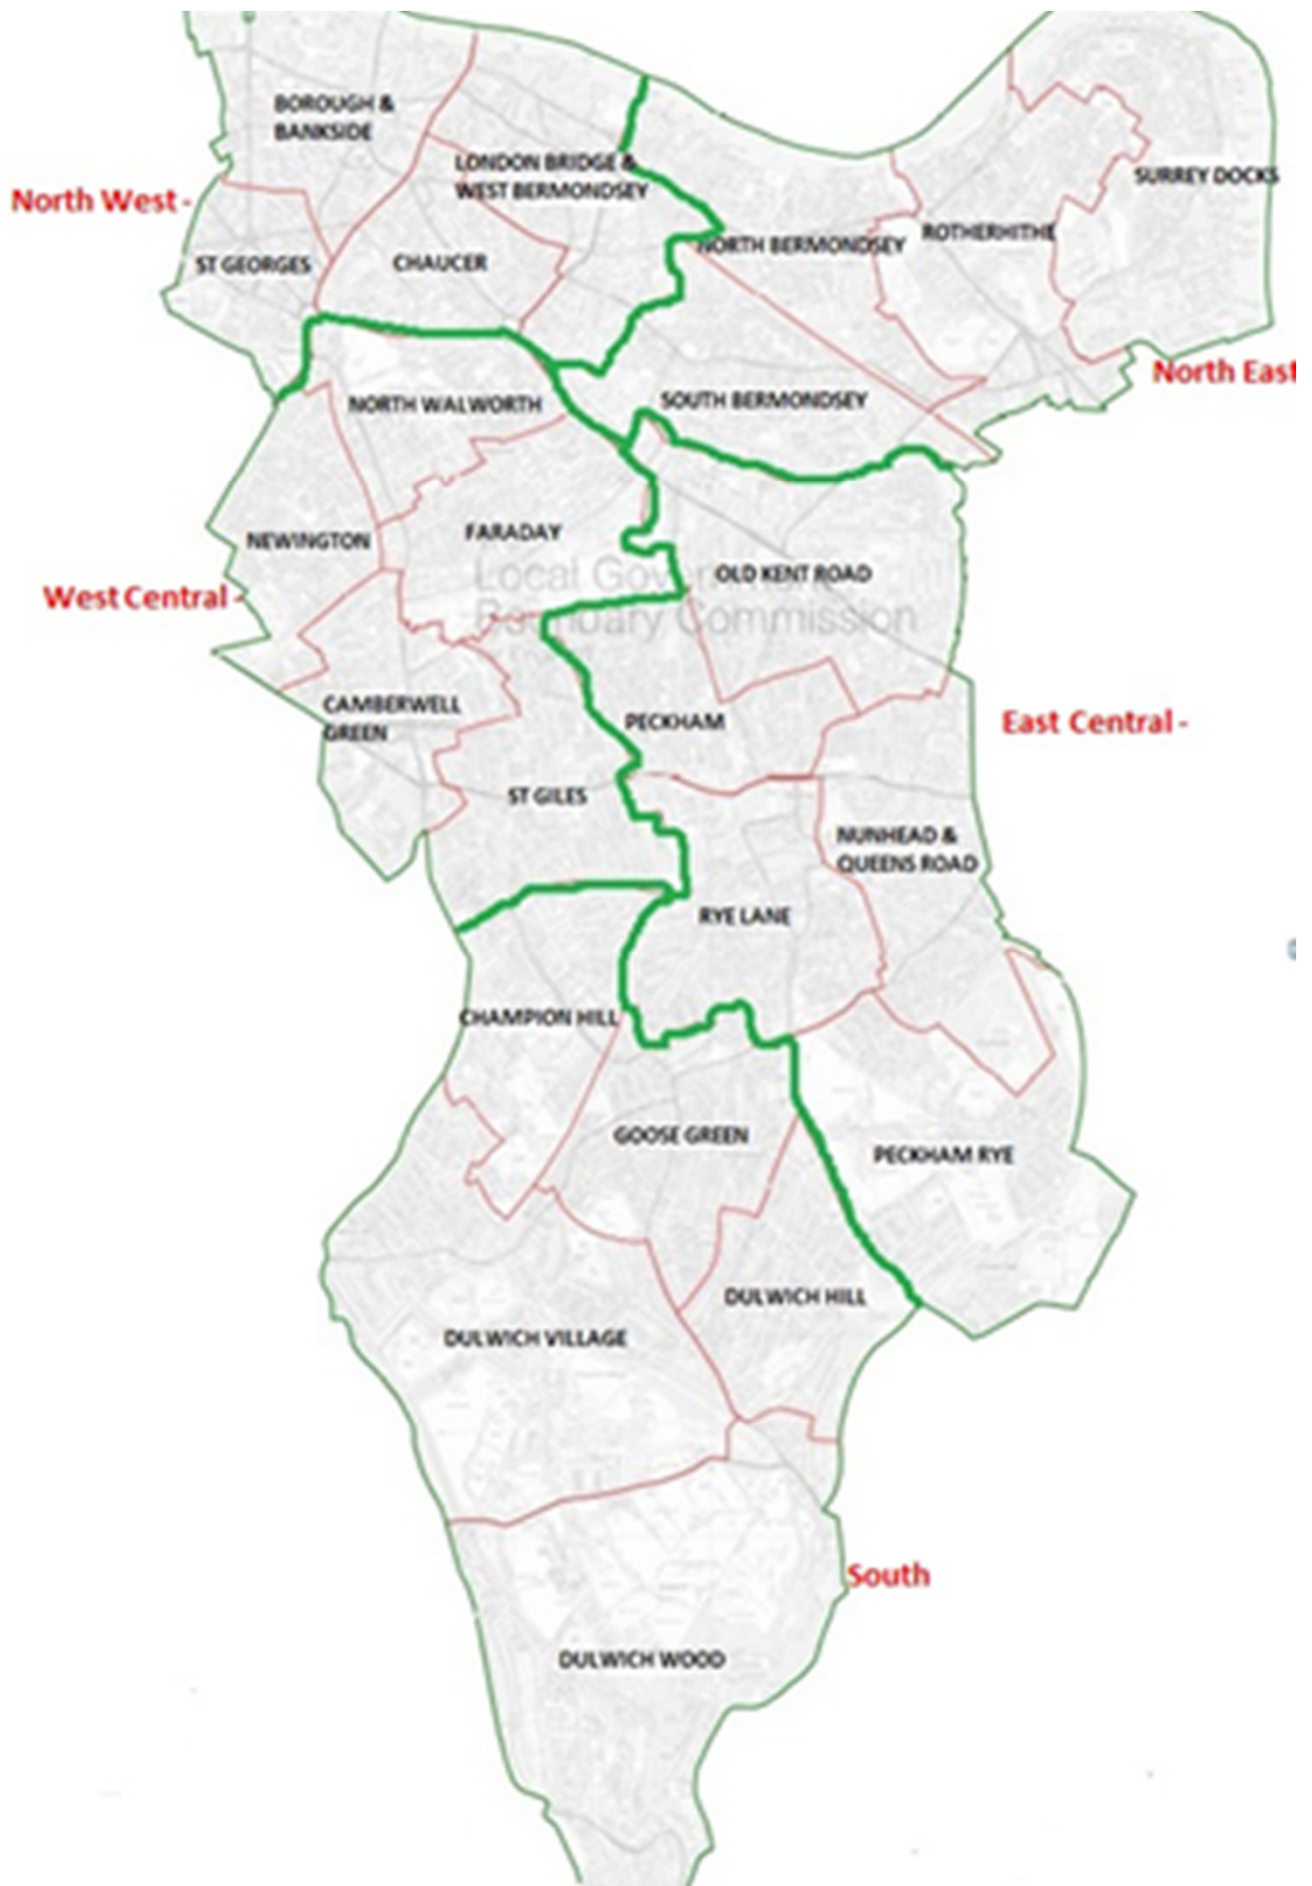 BOROUGH &
BANKSIDE
LONDON BRIDGE &
WEST BERMONDSEY
SURREY DOCKS
North West -
ROTHERHITHE
NORTH BERMONDSEY
ST GEORGES
CHAUCER
North East
NORTH WALWORTH
SOUTH BERMONDSEY
NEWINGTON
FARADAY
OLD KENT ROAD
Local Government
Boundary Commission
West Central -
CAMBERWELL
GREEN
PECKHAM
East Central -
ST GILES
NUNHEAD &
QUEENS ROAD
RYE LANE
CHAMPION HILL
GOOSE GREEN
PECKHAM RYE
DULWICH HILL
DULWICH VILLAGE
South
DULWICH WOOD